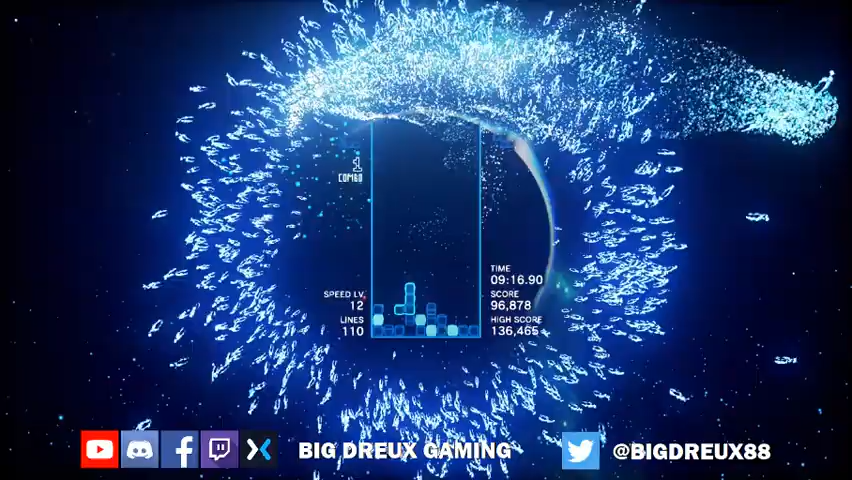 1
COMBO
TIME
09:16.90
SPEED LV.
12
SCORE
96,878
LINES
110
HIGH SCORE
136,465
BIG DREUX GAMING
@BIGDREUX88